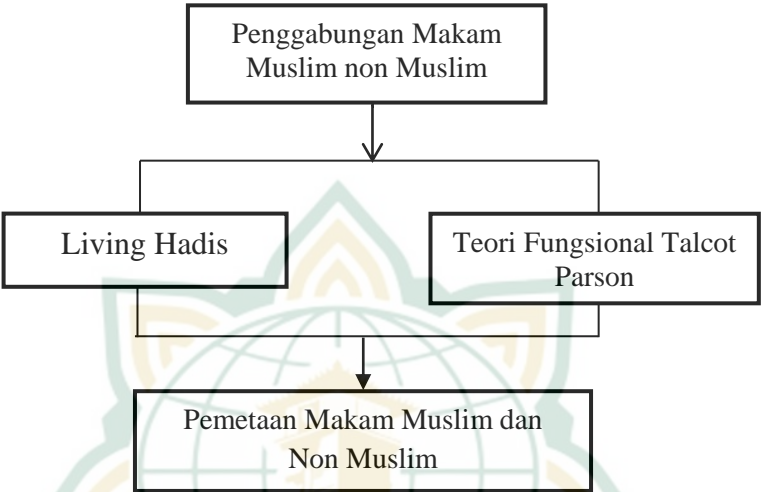 Penggabungan Makam
Muslim non Muslim
Living Hadis
Teori Fungsional Talcot
Parson
Pemetaan Makam Muslim dan
Non Muslim